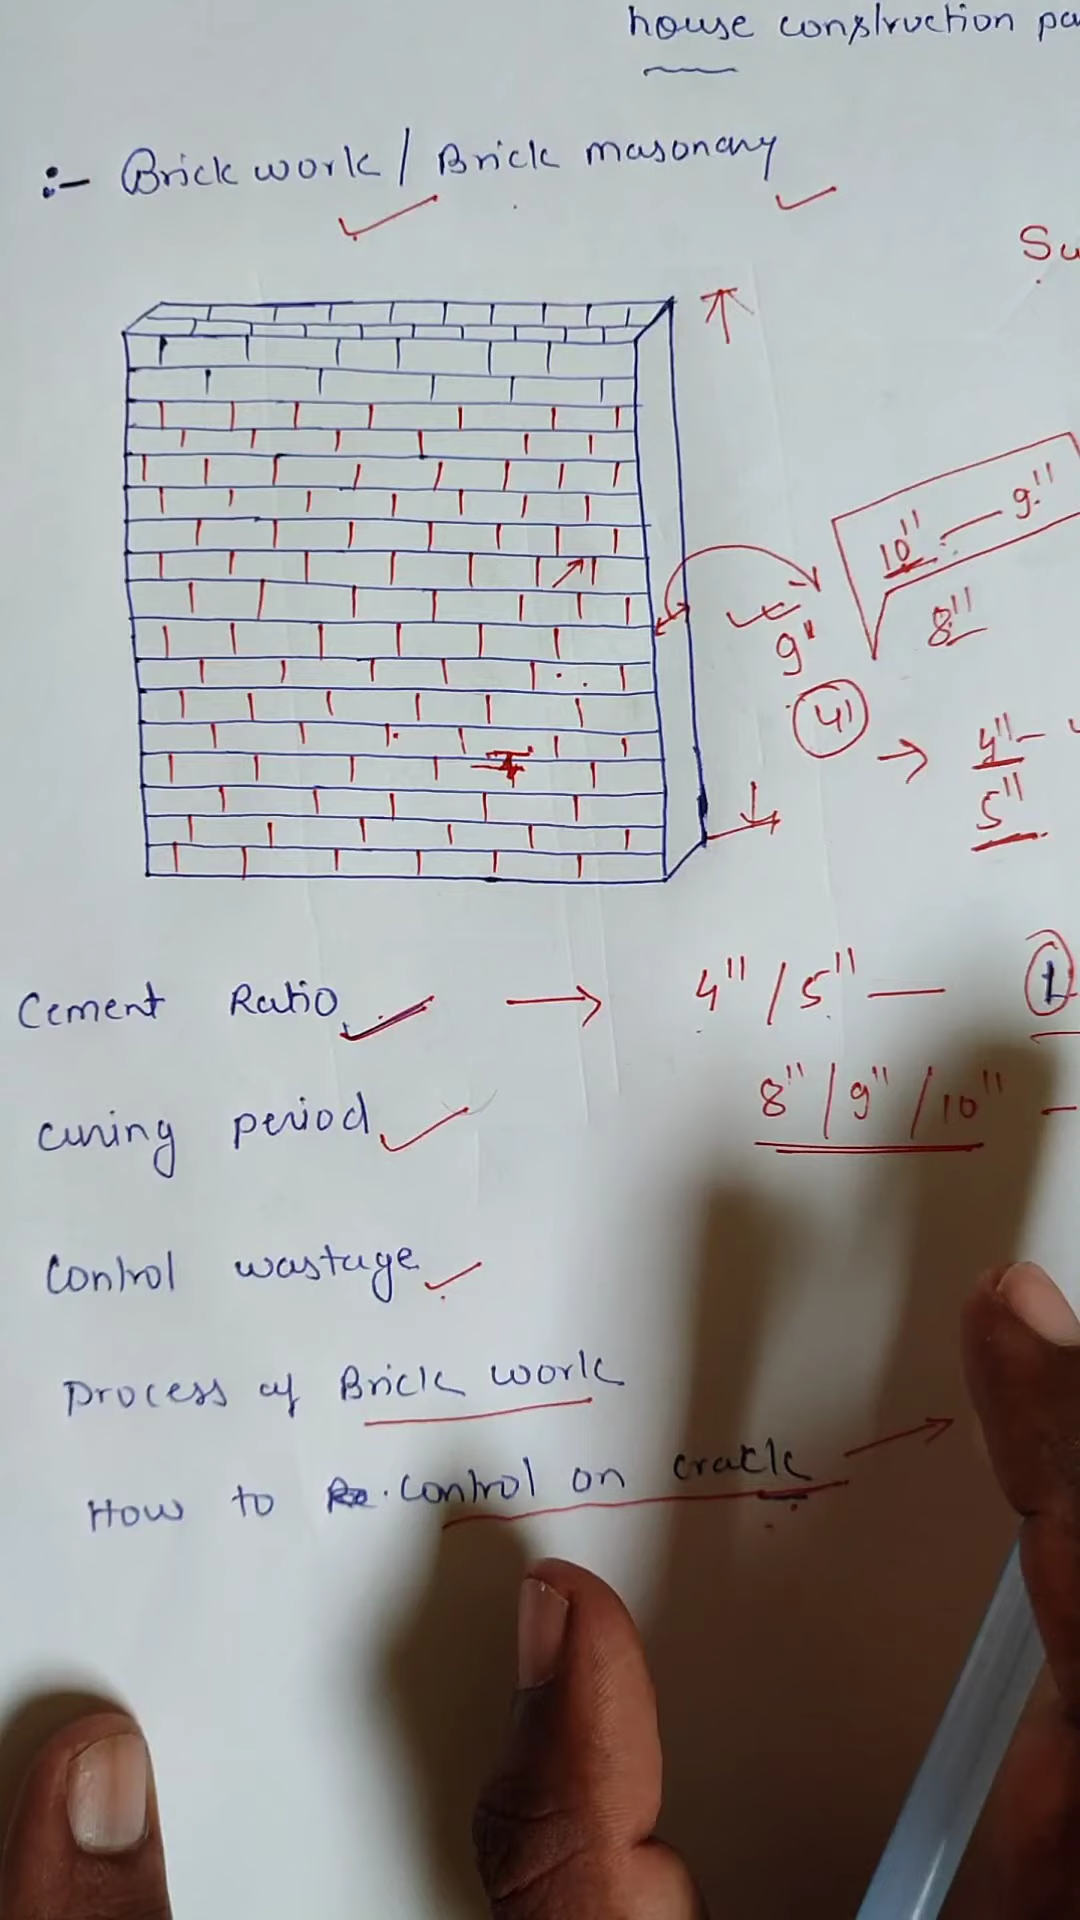 house construction pa
:- Brick work / Brick masonary
Su
10" - 9"
8"
9"
4"
→ 4" -
5"
Cement Ratio → 4" / 5" — 1
8" / 9" / 10" —
curing period
Control wastage
process of Brick work
How to control on crack